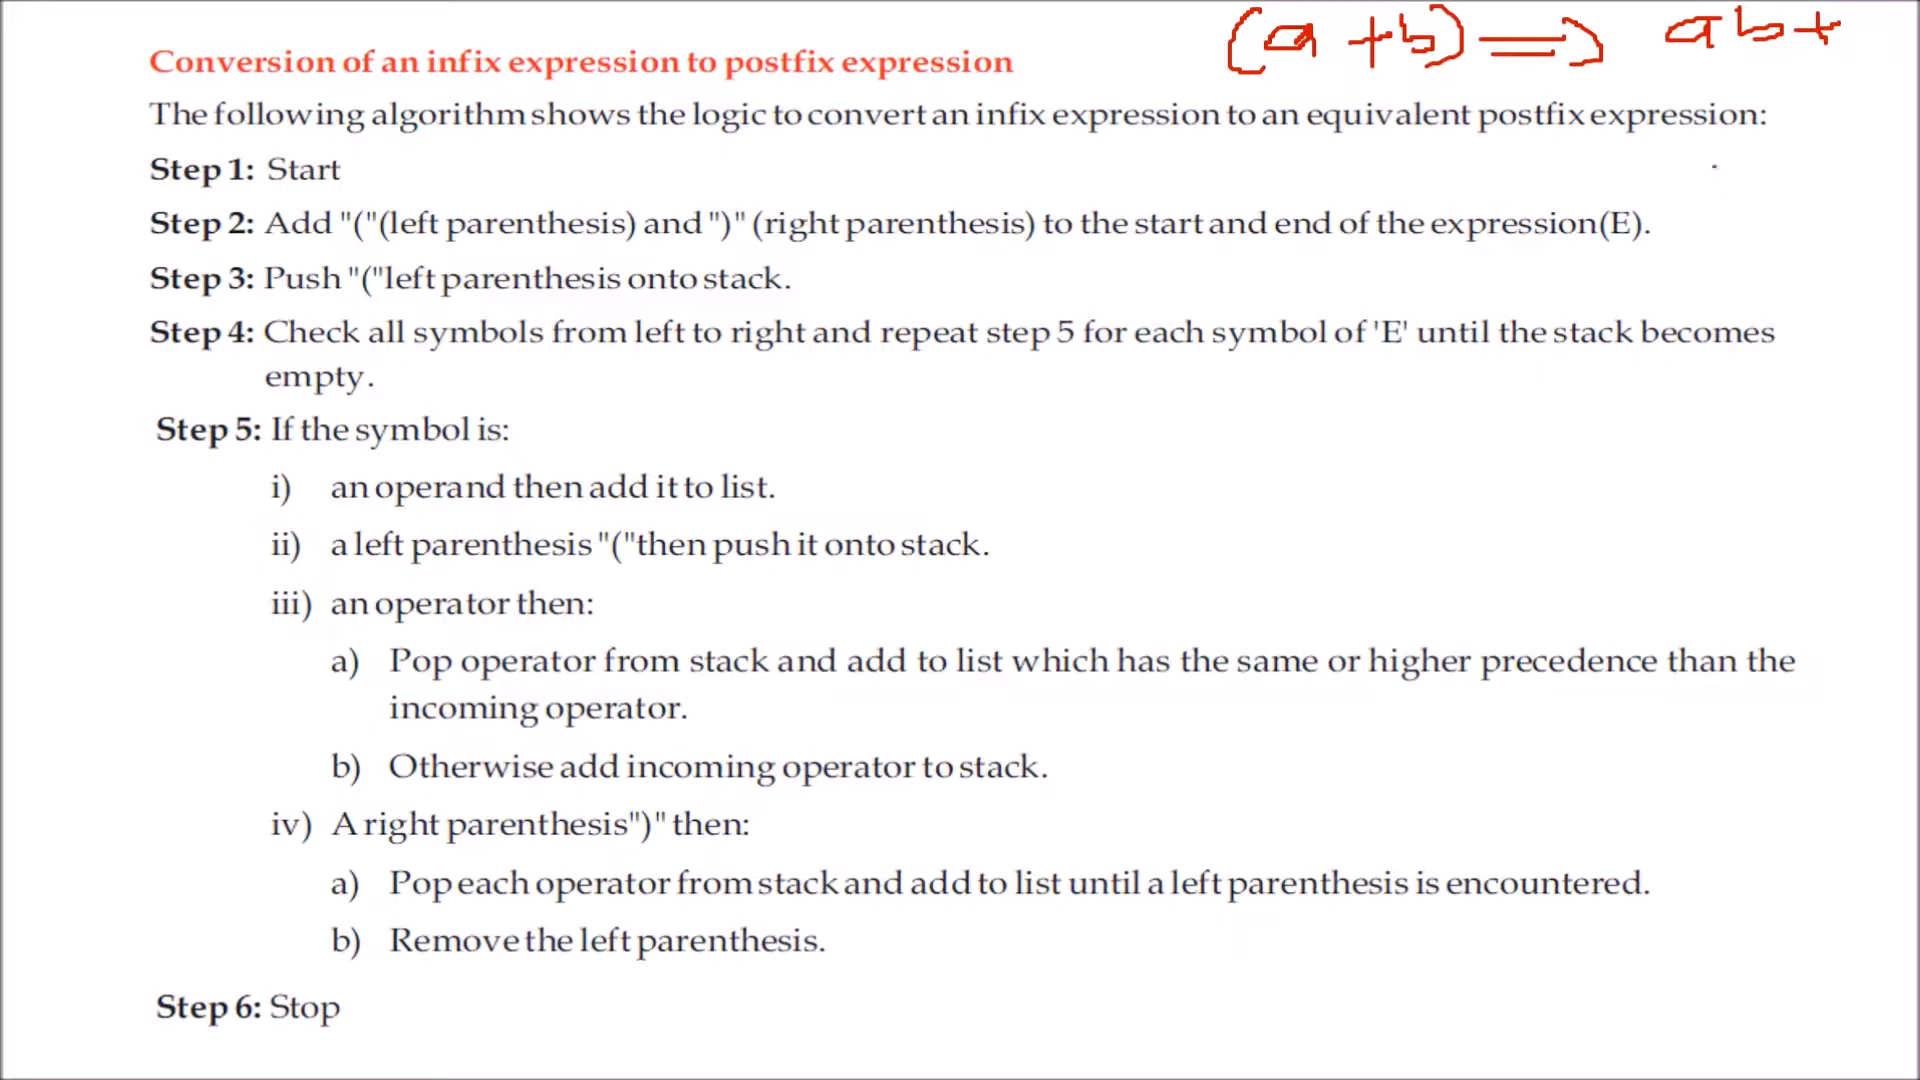 (a + b) => ab+
Conversion of an infix expression to postfix expression
The following algorithm shows the logic to convert an infix expression to an equivalent postfix expression:
Step 1: Start
Step 2: Add "("(left parenthesis) and ")" (right parenthesis) to the start and end of the expression(E).
Step 3: Push "("left parenthesis onto stack.
Step 4: Check all symbols from left to right and repeat step 5 for each symbol of 'E' until the stack becomes
empty.
Step 5: If the symbol is:
i) an operand then add it to list.
ii) a left parenthesis "("then push it onto stack.
iii) an operator then:
a) Pop operator from stack and add to list which has the same or higher precedence than the
incoming operator.
b) Otherwise add incoming operator to stack.
iv) A right parenthesis")" then:
a) Pop each operator from stack and add to list until a left parenthesis is encountered.
b) Remove the left parenthesis.
Step 6: Stop